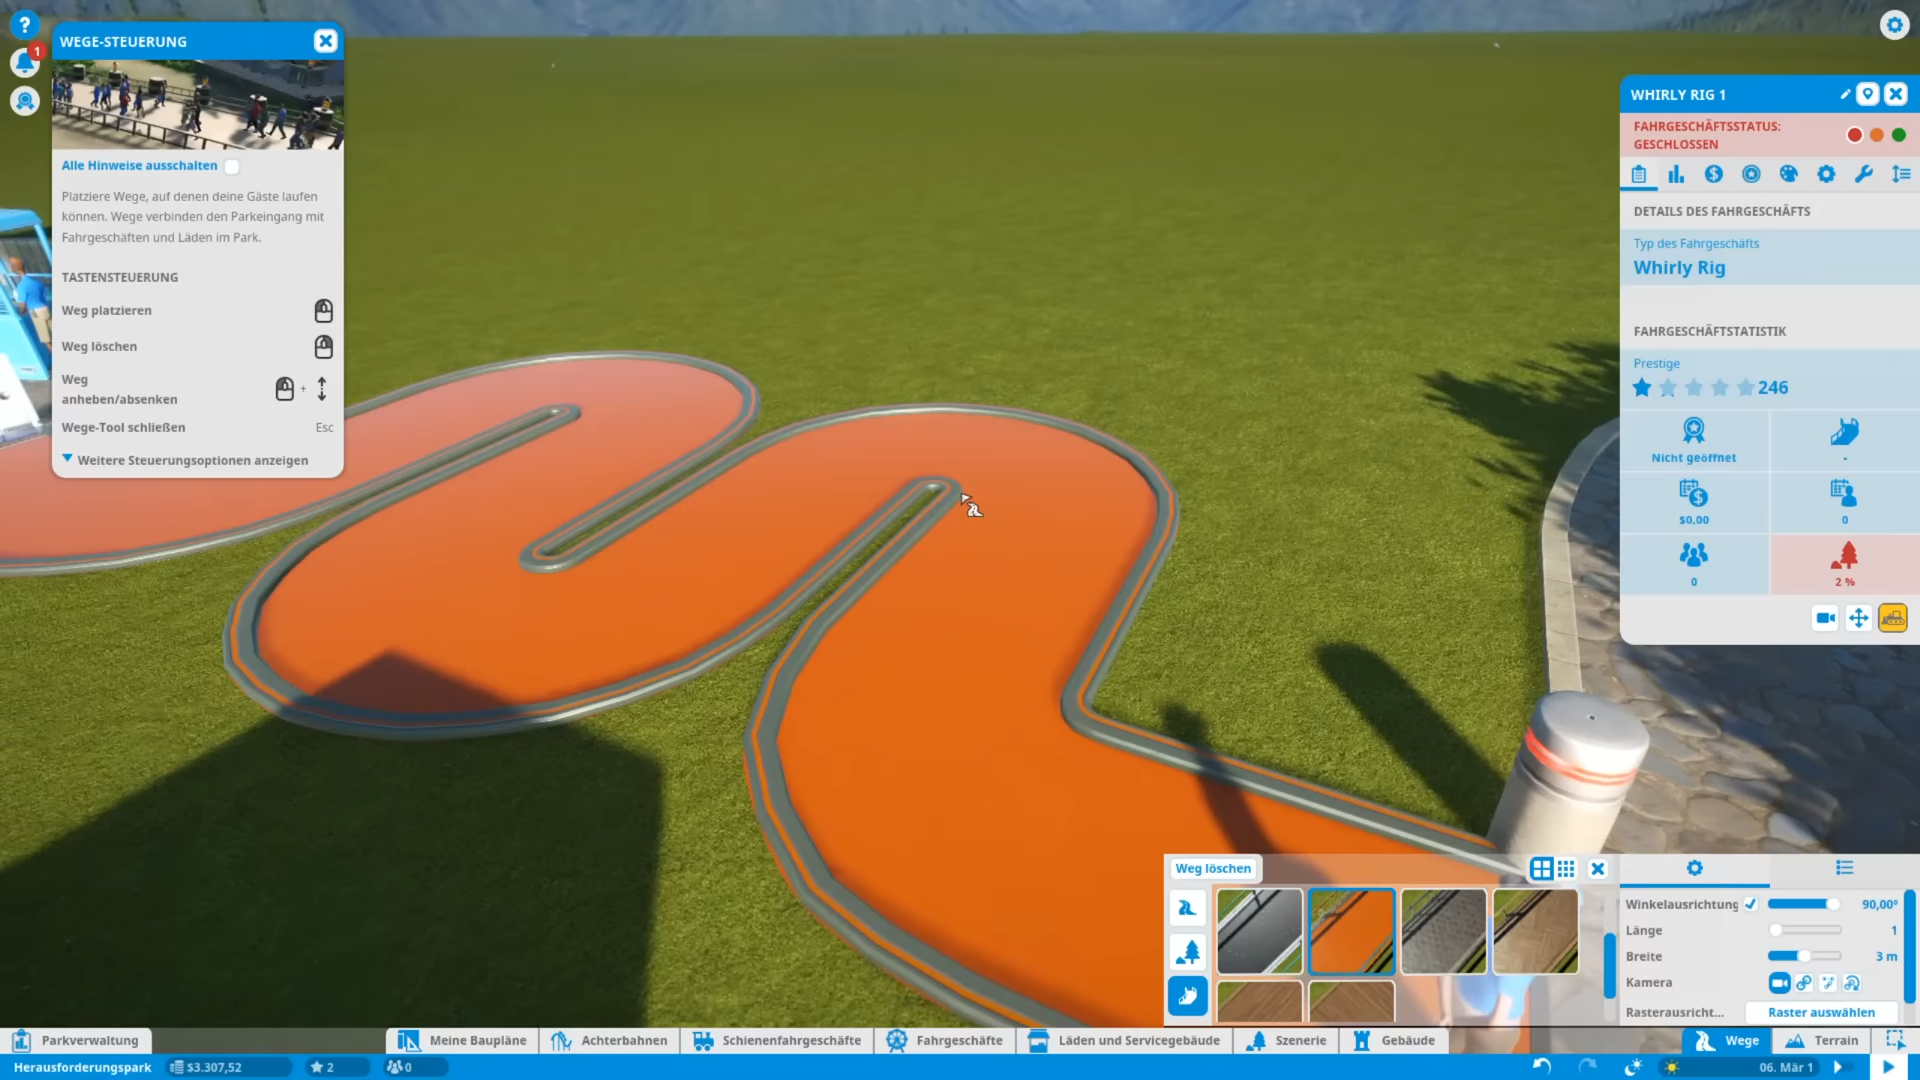 ?
1
WEGE-STEUERUNG
Alle Hinweise ausschalten
Platziere Wege, auf denen deine Gäste laufen
können. Wege verbinden den Parkeingang mit
Fahrgeschäften und Läden im Park.
TASTENSTEUERUNG
Weg platzieren
Weg löschen
Weg
anheben/absenken
+
Wege-Tool schließen Esc
Weitere Steuerungsoptionen anzeigen
WHIRLY RIG 1
FAHRGESCHÄFTSSTATUS:
GESCHLOSSEN
DETAILS DES FAHRGESCHÄFTS
Typ des Fahrgeschäfts
Whirly Rig
FAHRGESCHÄFTSTATISTIK
Prestige
246
Nicht geöffnet -
$0,00 0
0 2 %
Weg löschen
Winkelausrichtung 90,00°
Länge 1
Breite 3 m
Kamera
Rasterausricht... Raster auswählen
Parkverwaltung Meine Baupläne Achterbahnen Schienenfahrgeschäfte Fahrgeschäfte Läden und Servicegebäude Szenerie Gebäude Wege Terrain
Herausforderungspark $3.307,52 2 0 06. Mär 1